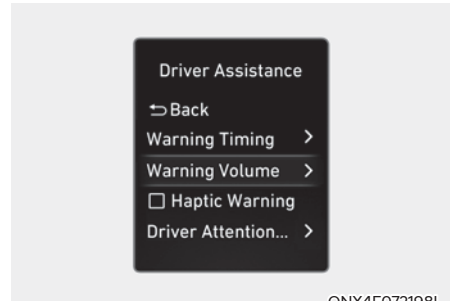 Driver Assistance
Back
Warning Timing
Warning Volume
Haptic Warning
Driver Attention...